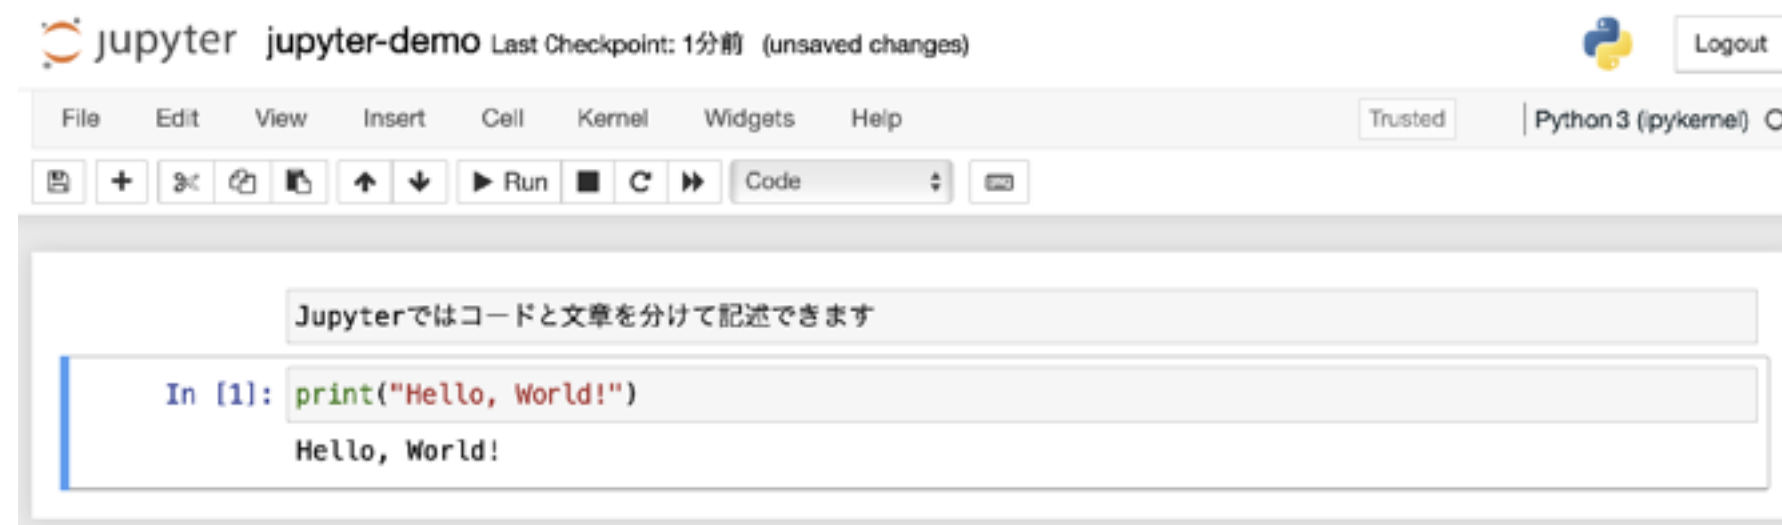 jupyter jupyter-demo Last Checkpoint: 1分前 (unsaved changes) Logout
File Edit View Insert Cell Kernel Widgets Help Trusted Python 3 (ipykernel)
Run Code
Jupyterではコードと文章を分けて記述できます
In [1]: print("Hello, World!")
Hello, World!